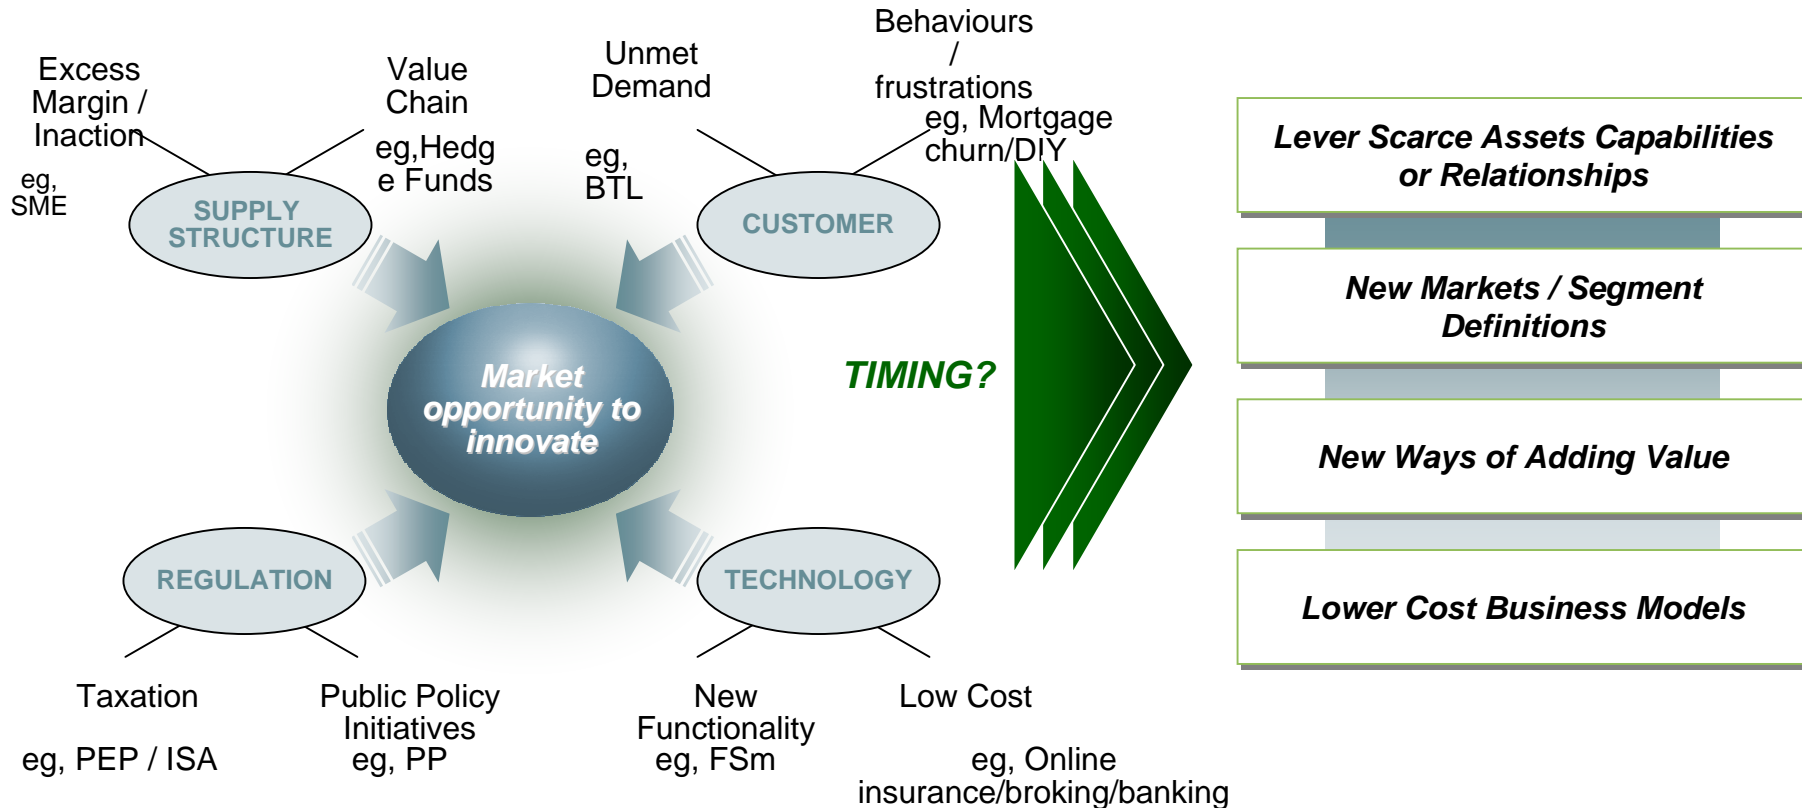 Excess
Margin /
Inaction
eg,
SME
Value
Chain
eg,Hedg
e Funds
SUPPLY
STRUCTURE
Unmet
Demand
eg,
BTL
Behaviours
/
frustrations
eg, Mortgage
churn/DIY
CUSTOMER
Market
opportunity to
innovate
TIMING?
REGULATION
Taxation
eg, PEP / ISA
Public Policy
Initiatives
eg, PP
TECHNOLOGY
New
Functionality
eg, FSm
Low Cost
eg, Online
insurance/broking/banking
Lever Scarce Assets Capabilities
or Relationships
New Markets / Segment
Definitions
New Ways of Adding Value
Lower Cost Business Models